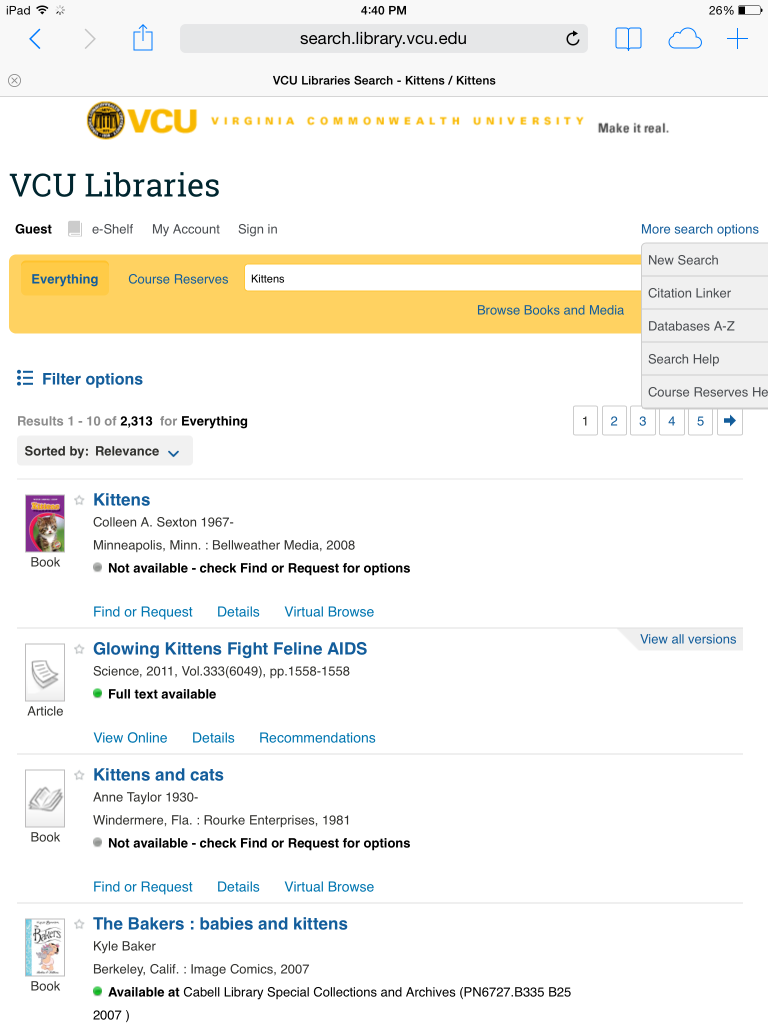 iPad 4:40 PM 26%
search.library.vcu.edu
VCU Libraries Search - Kittens / Kittens
VCU VIRGINIA COMMONWEALTH UNIVERSITY Make it real.
VCU Libraries
Guest e-Shelf My Account Sign in More search options
New Search
Everything Course Reserves Kittens
Citation Linker
Browse Books and Media
Databases A-Z
Search Help
Filter options
Course Reserves He
Results 1 - 10 of 2,313 for Everything 1 2 3 4 5
Sorted by: Relevance
Kittens
Colleen A. Sexton 1967-
Minneapolis, Minn. : Bellweather Media, 2008
Book
Not available - check Find or Request for options
Find or Request Details Virtual Browse
View all versions
Glowing Kittens Fight Feline AIDS
Science, 2011, Vol.333(6049), pp.1558-1558
Full text available
Article
View Online Details Recommendations
Kittens and cats
Anne Taylor 1930-
Windermere, Fla. : Rourke Enterprises, 1981
Book
Not available - check Find or Request for options
Find or Request Details Virtual Browse
The Bakers : babies and kittens
Kyle Baker
Berkeley, Calif. : Image Comics, 2007
Book
Available at Cabell Library Special Collections and Archives (PN6727.B335 B25
2007 )